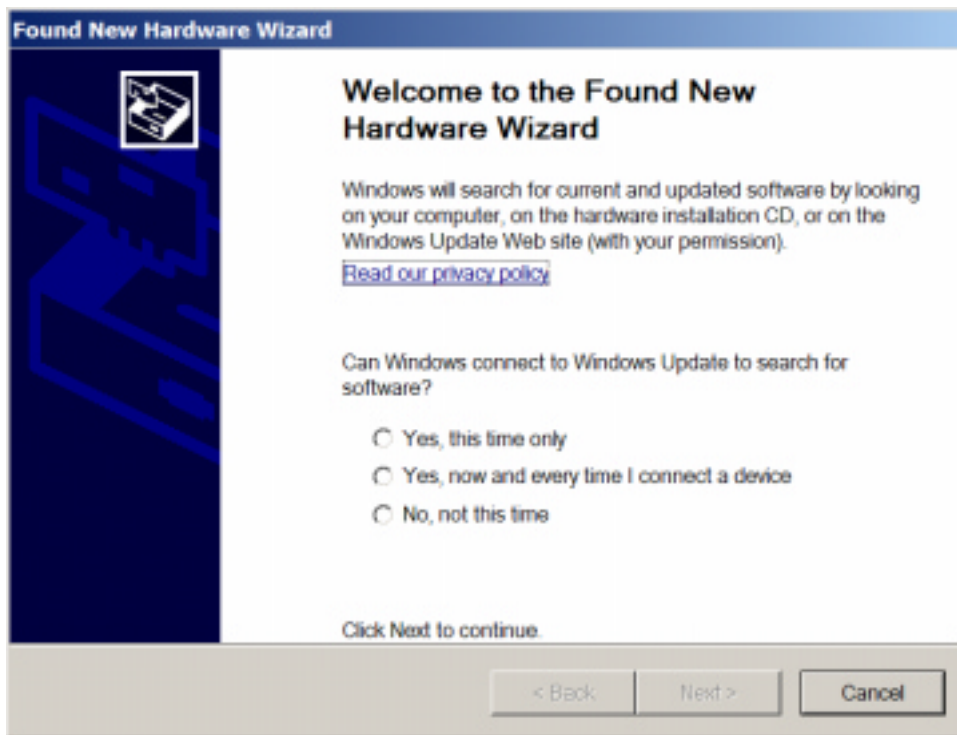 Found New Hardware Wizard
Welcome to the Found New
Hardware Wizard
Windows will search for current and updated software by looking
on your computer, on the hardware installation CD, or on the
Windows Update Web site (with your permission).
Read our privacy policy
Can Windows connect to Windows Update to search for
software?
Yes, this time only
Yes, now and every time I connect a device
No, not this time
Click Next to continue.
< Back
Next >
Cancel